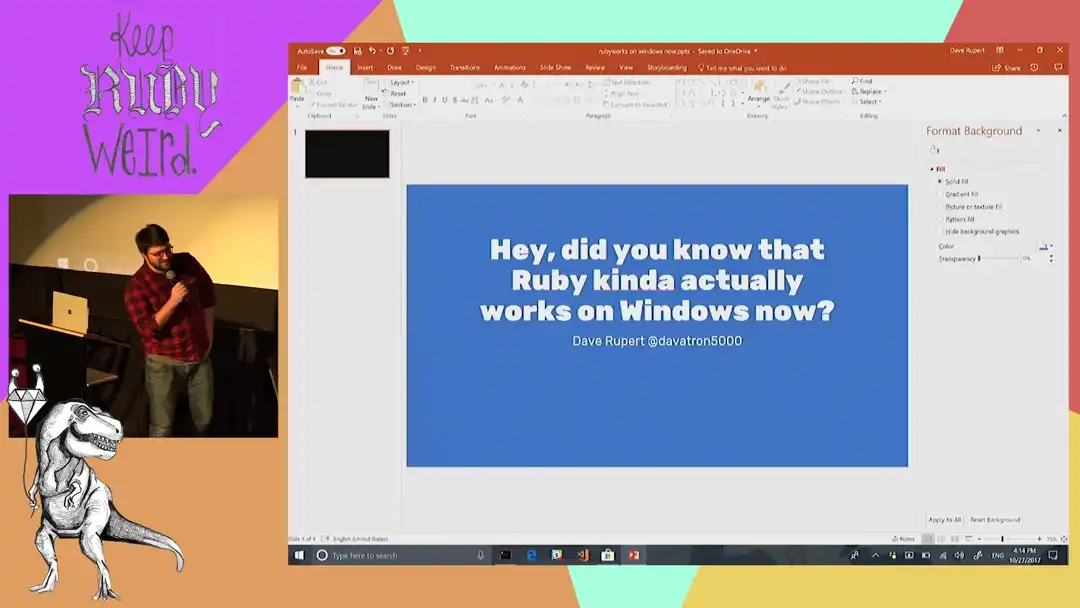 Keep
RUBY
Weird.
AutoSave On
rubyworks on windows now.pptx - Saved to OneDrive
Dave Rupert
File Home Insert Draw Design Transitions Animations Slide Show Review View Storyboarding Tell me what you want to do
Share
Paste
Cut
Copy
Format Painter
Clipboard
New
Slide
Layout
Reset
Section
Slides
B I U S
Font
Text Direction
Align Text
Convert to SmartArt
Paragraph
Arrange
Quick
Styles
Shape Fill
Shape Outline
Shape Effects
Drawing
Find
Replace
Select
Editing
1
Hey, did you know that
Ruby kinda actually
works on Windows now?
Dave Rupert @davatron5000
Format Background
Fill
Solid fill
Gradient fill
Picture or texture fill
Pattern fill
Hide background graphics
Color
Transparency 0%
Apply to All Reset Background
Slide 1 of 1 English (United States)
Notes
75%
Type here to search
ENG
4:14 PM
10/27/2017